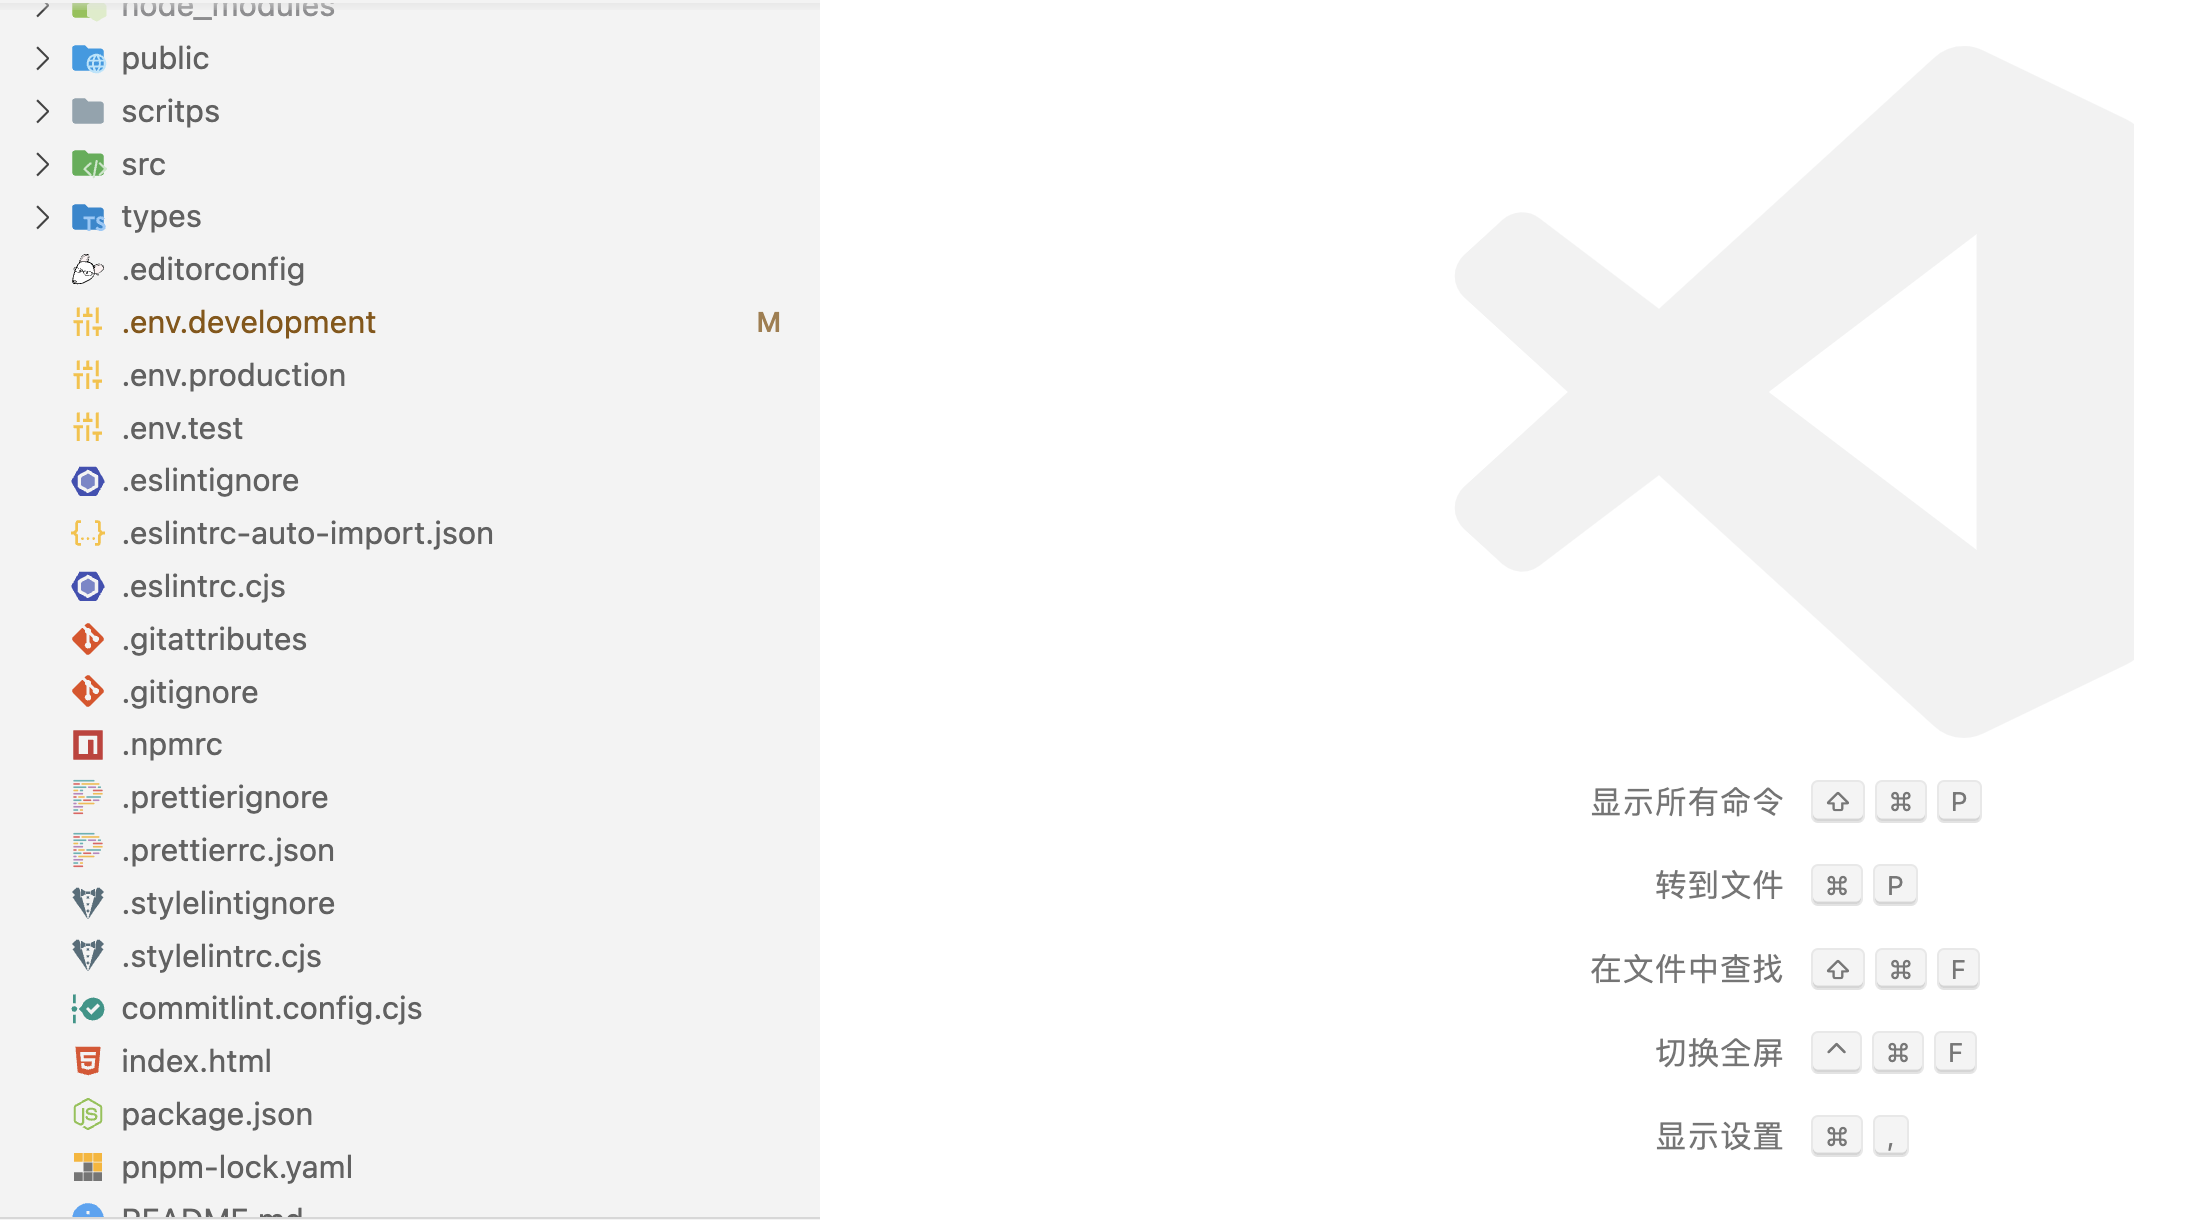 node_modules
public
scritps
src
types
.editorconfig
.env.development M
.env.production
.env.test
.eslintignore
.eslintrc-auto-import.json
.eslintrc.cjs
.gitattributes
.gitignore
.npmrc
.prettierignore
.prettierrc.json
.stylelintignore
.stylelintrc.cjs
commitlint.config.cjs
index.html
package.json
pnpm-lock.yaml
README.md
显示所有命令 ⇧ ⌘ P
转到文件 ⌘ P
在文件中查找 ⇧ ⌘ F
切换全屏 ^ ⌘ F
显示设置 ⌘ ,